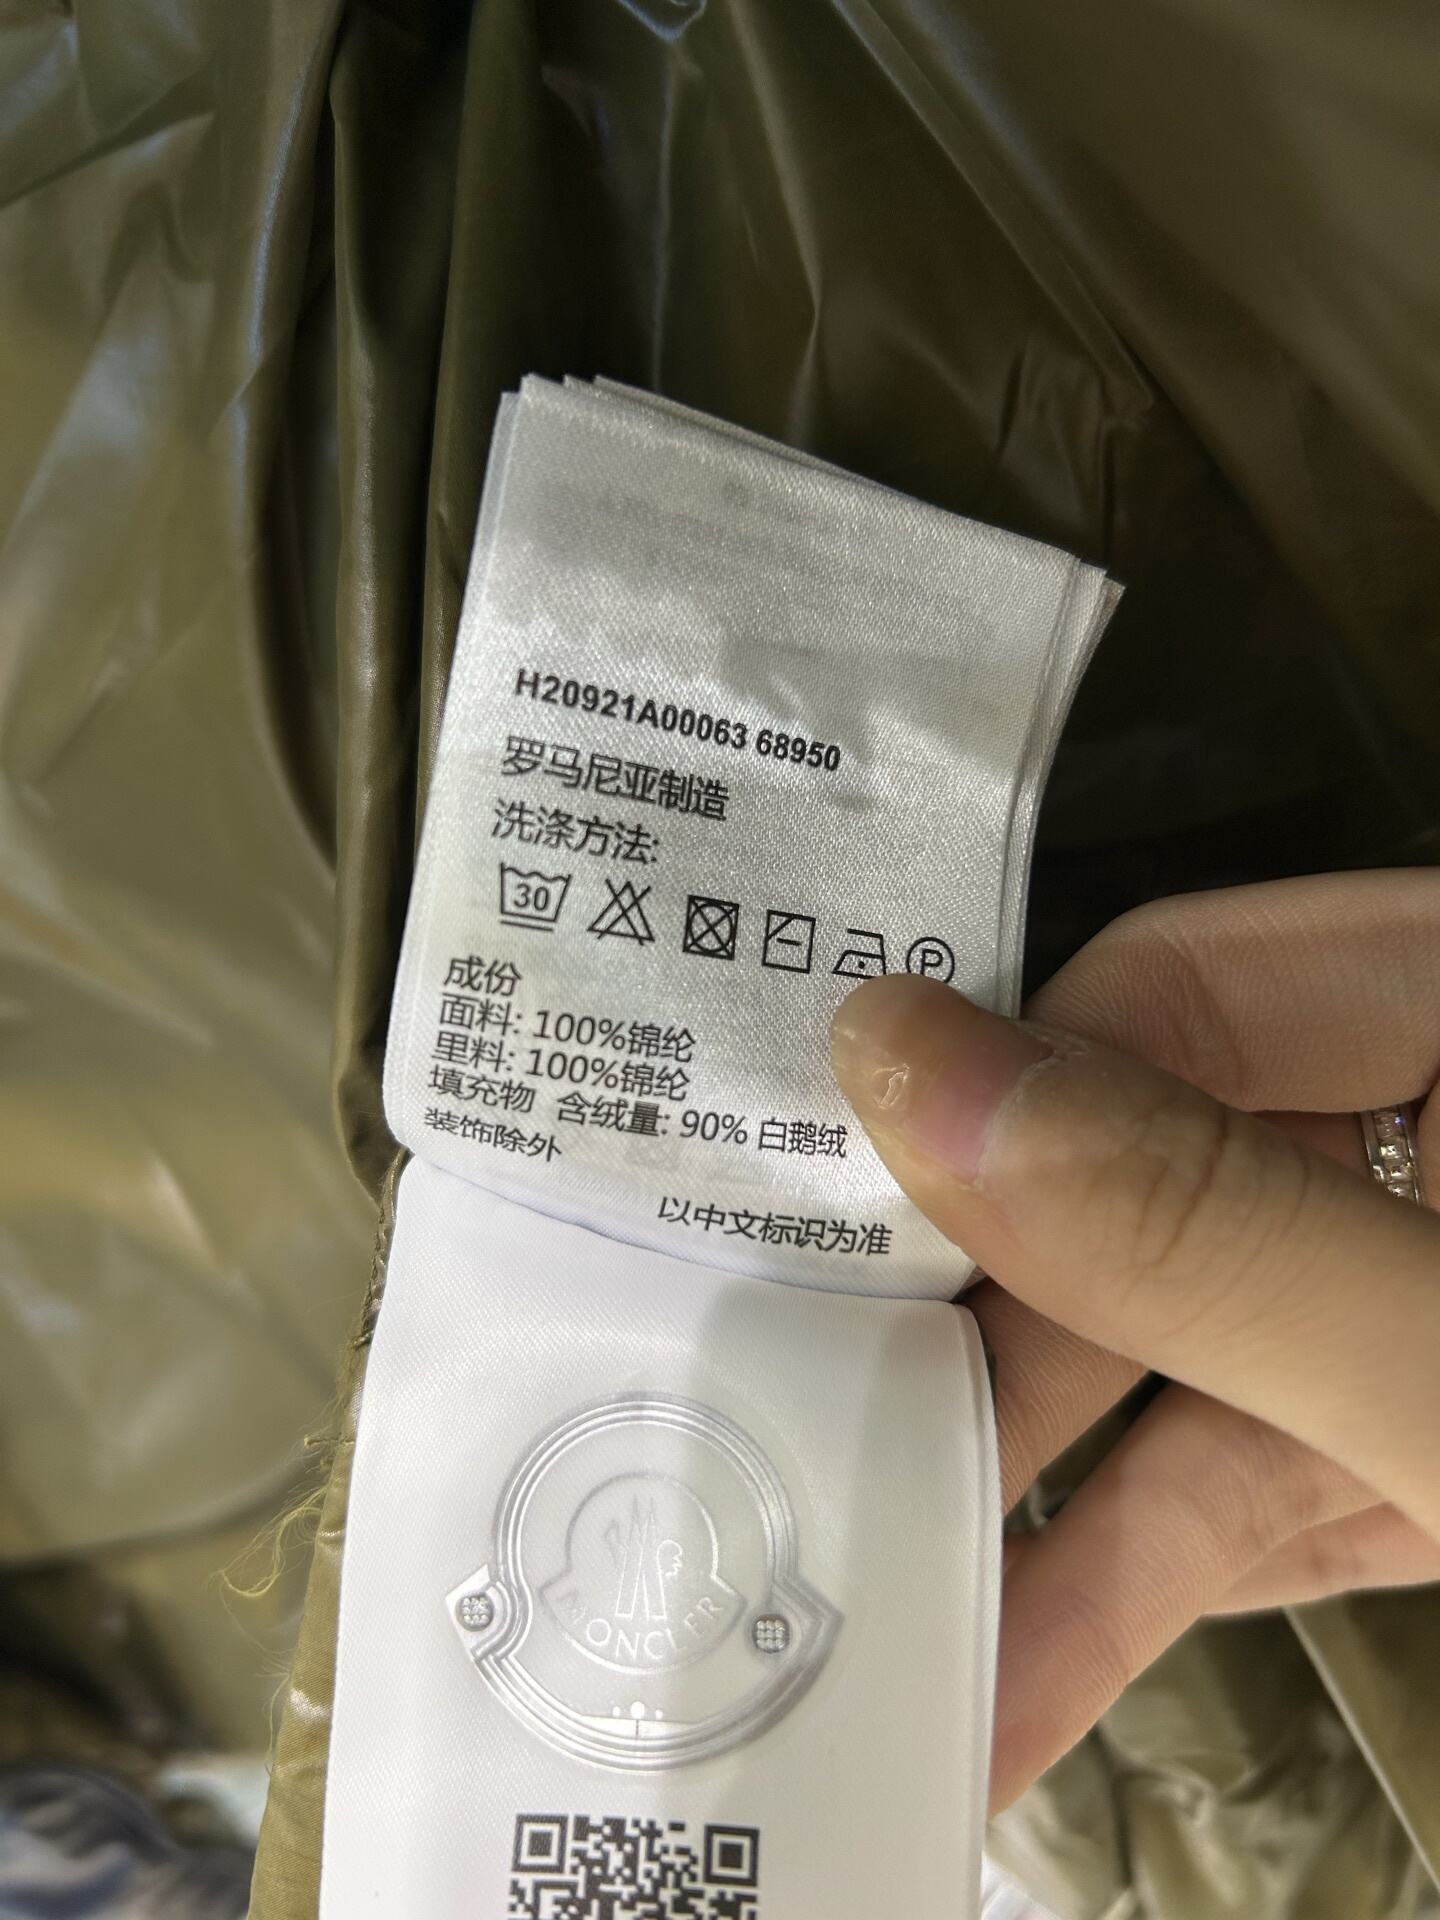 H20921A00063 68950
罗马尼亚制造
洗涤方法:
30 P
成份
面料: 100%锦纶
里料: 100%锦纶
填充物 含绒量: 90% 白鹅绒
装饰除外
以中文标识为准
MONCLER